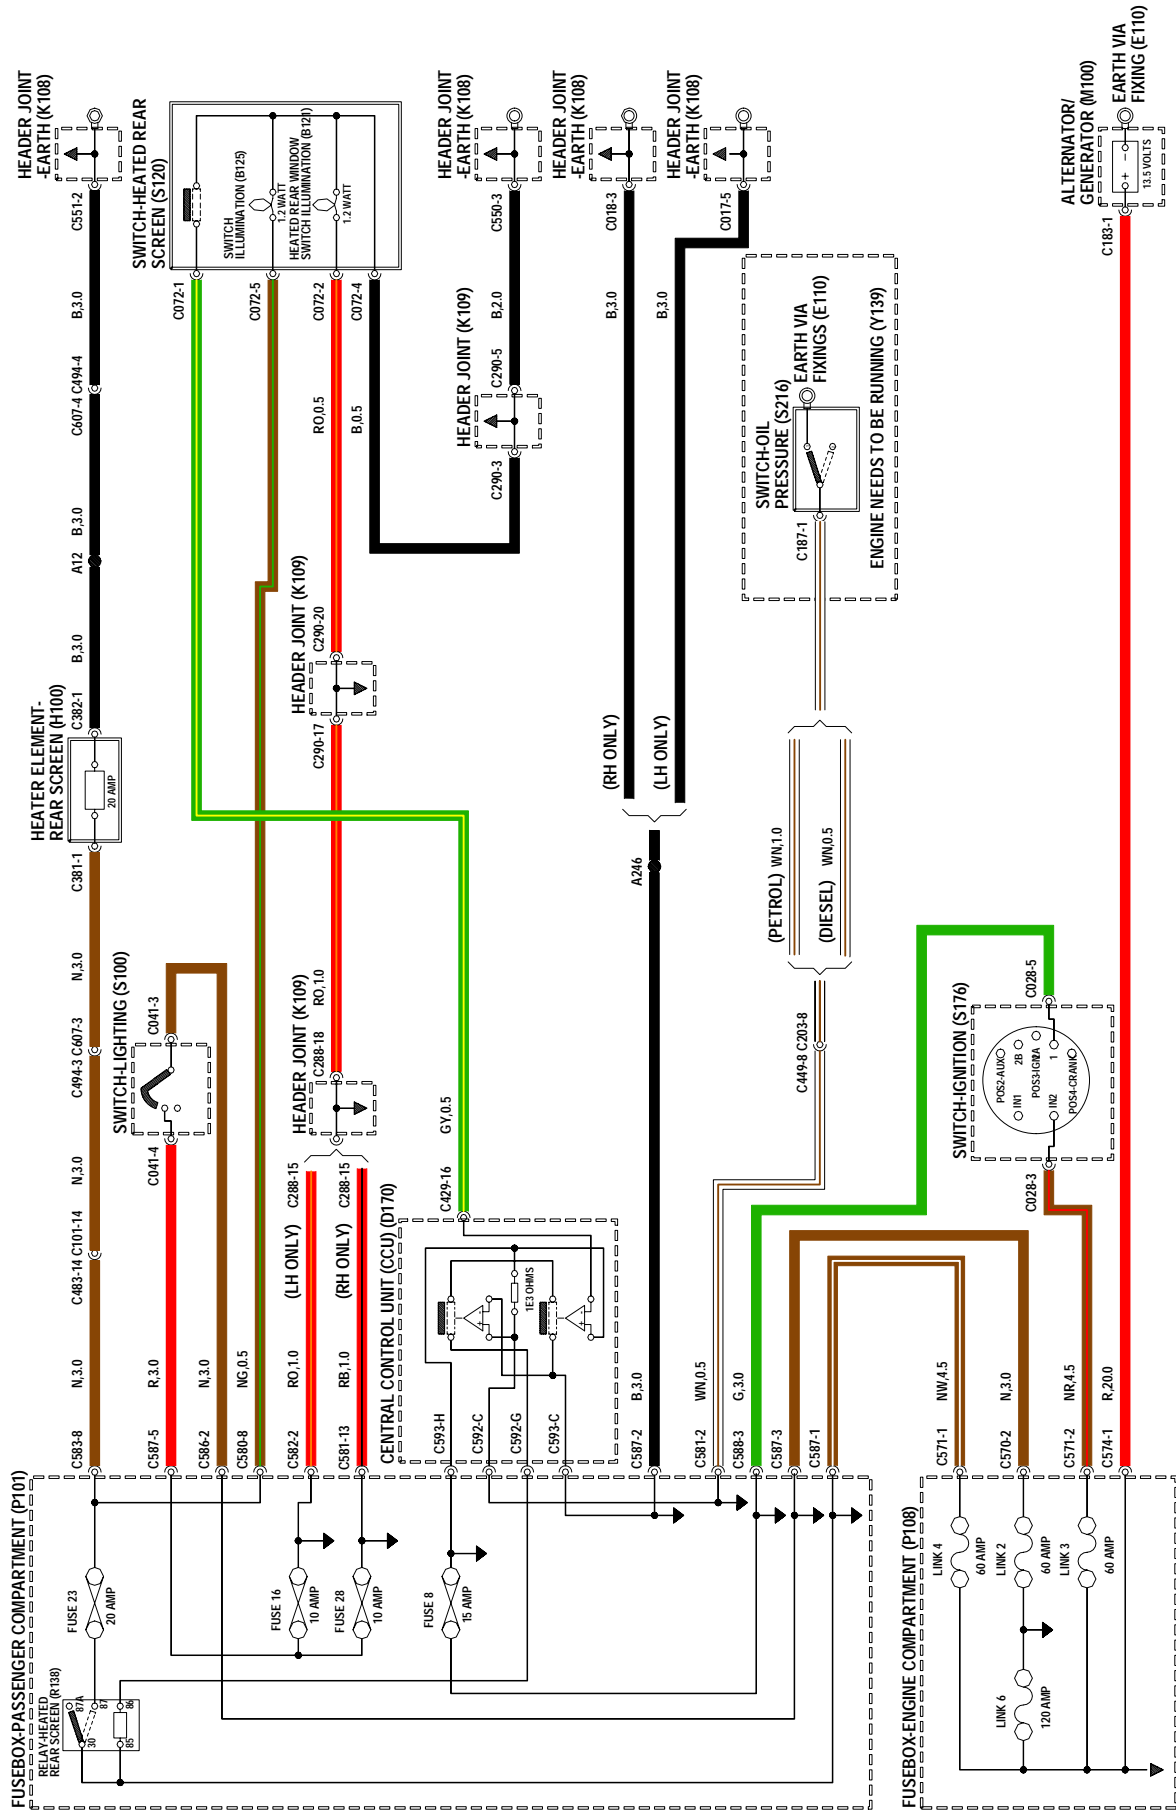 FUSEBOX-PASSENGER COMPARTMENT (P101)
RELAY-HEATED
REAR SCREEN (R138)
87A
87
30
86
85
FUSE 23
20 AMP
FUSE 16
10 AMP
FUSE 28
10 AMP
FUSE 8
15 AMP
C583-8
N,3.0
C483-14 C101-14
N,3.0
C494-3 C607-3
N,3.0
C381-1
HEATER ELEMENT-
REAR SCREEN (H100)
20 AMP
C382-1
B,3.0
A12
B,3.0
C607-4 C494-4
B,3.0
C551-2
HEADER JOINT
-EARTH (K108)
C587-5
R,3.0
C041-4
SWITCH-LIGHTING (S100)
C041-3
C586-2
N,3.0
C580-8
NG,0.5
C582-2
RO,1.0
(LH ONLY)
C288-15
C581-13
RB,1.0
(RH ONLY)
C288-15
HEADER JOINT (K109)
C288-18
RO,1.0
C290-17
HEADER JOINT (K109)
C290-20
RO,0.5
B,0.5
C072-1
C072-5
C072-2
C072-4
SWITCH-HEATED REAR
SCREEN (S120)
SWITCH
ILLUMINATION (B125)
1.2 WATT
HEATED REAR WINDOW
SWITCH ILLUMINATION (B121)
1.2 WATT
CENTRAL CONTROL UNIT (CCU) (D170)
C593-H
C592-C
C592-G
C593-C
1E3 OHMS
+
-
+
-
C429-16
GY,0.5
C290-3
HEADER JOINT (K109)
C290-5
B,2.0
C550-3
HEADER JOINT
-EARTH (K108)
C587-2
B,3.0
A246
(RH ONLY)
(LH ONLY)
B,3.0
B,3.0
C018-3
HEADER JOINT
-EARTH (K108)
C017-5
HEADER JOINT
-EARTH (K108)
C581-2
WN,0.5
C449-8 C203-8
(PETROL) WN,1.0
(DIESEL) WN,0.5
C187-1
SWITCH-OIL
PRESSURE (S216)
EARTH VIA
FIXINGS (E110)
ENGINE NEEDS TO BE RUNNING (Y139)
C588-3
G,3.0
C587-3
C587-1
C028-5
SWITCH-IGNITION (S176)
POS2-AUX
IN1
2B
POS3-IGN
2A
IN2
1
POS4-CRANK
C028-3
FUSEBOX-ENGINE COMPARTMENT (P108)
LINK 4
60 AMP
LINK 6
120 AMP
LINK 2
60 AMP
LINK 3
60 AMP
C571-1
NW,4.5
C570-2
N,3.0
C571-2
NR,4.5
C574-1
R,20.0
C183-1
ALTERNATOR/
GENERATOR (M100)
+
-
13.5 VOLTS
EARTH VIA
FIXING (E110)